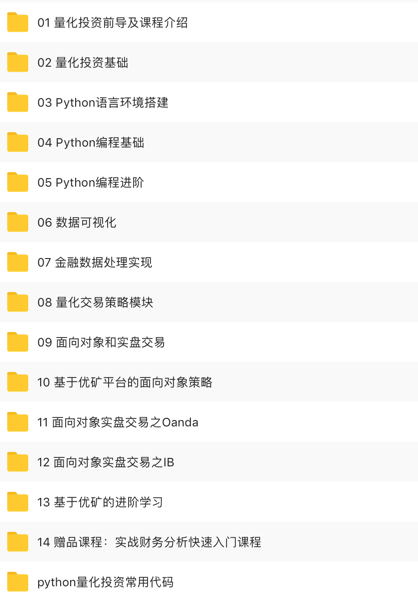 01 量化投资前导及课程介绍
02 量化投资基础
03 Python语言环境搭建
04 Python编程基础
05 Python编程进阶
06 数据可视化
07 金融数据处理实现
08 量化交易策略模块
09 面向对象和实盘交易
10 基于优矿平台的面向对象策略
11 面向对象实盘交易之Oanda
12 面向对象实盘交易之IB
13 基于优矿的进阶学习
14 赠品课程：实战财务分析快速入门课程
python量化投资常用代码